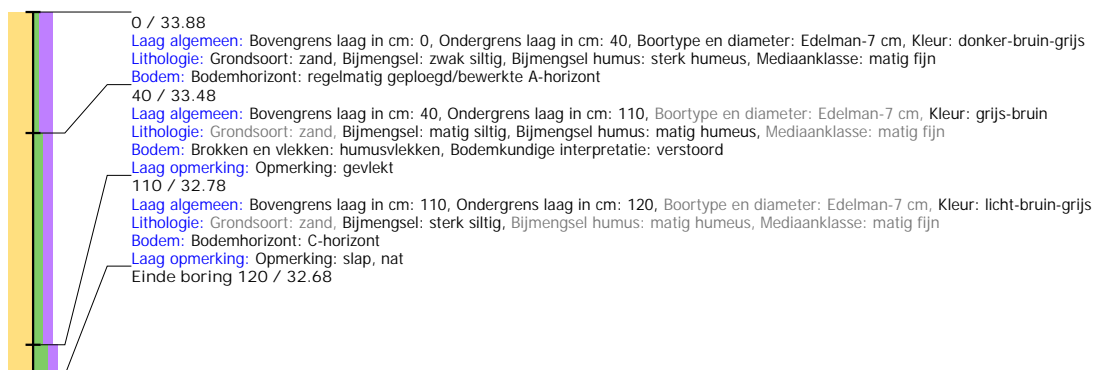 0 / 33.88
Laag algemeen: Bovengrens laag in cm: 0, Ondergrens laag in cm: 40, Boortype en diameter: Edelman-7 cm, Kleur: donker-bruin-grijs
Lithologie: Grondsoort: zand, Bijmengsel: zwak siltig, Bijmengsel humus: sterk humeus, Mediaanklasse: matig fijn
Bodem: Bodemhorizont: regelmatig geploegd/bewerkte A-horizont
40 / 33.48
Laag algemeen: Bovengrens laag in cm: 40, Ondergrens laag in cm: 110, Boortype en diameter: Edelman-7 cm, Kleur: grijs-bruin
Lithologie: Grondsoort: zand, Bijmengsel: matig siltig, Bijmengsel humus: matig humeus, Mediaanklasse: matig fijn
Bodem: Brokken en vlekken: humusvlekken, Bodemkundige interpretatie: verstoord
Laag opmerking: Opmerking: gevlekt
110 / 32.78
Laag algemeen: Bovengrens laag in cm: 110, Ondergrens laag in cm: 120, Boortype en diameter: Edelman-7 cm, Kleur: licht-bruin-grijs
Lithologie: Grondsoort: zand, Bijmengsel: sterk siltig, Bijmengsel humus: matig humeus, Mediaanklasse: matig fijn
Bodem: Bodemhorizont: C-horizont
Laag opmerking: Opmerking: slap, nat
Einde boring 120 / 32.68